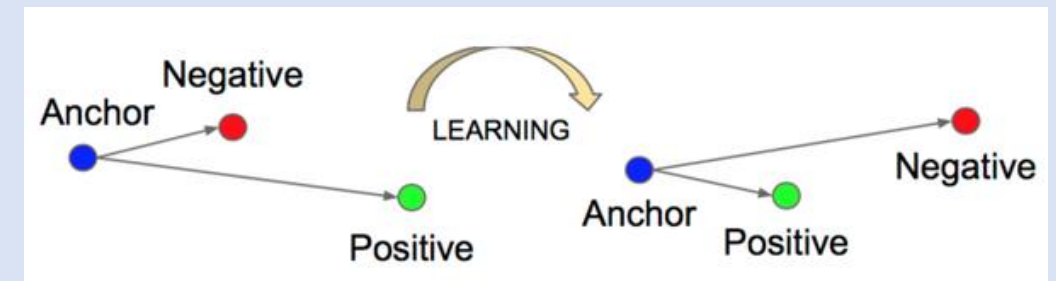 Negative
Anchor
LEARNING
Positive
Negative
Anchor
Positive